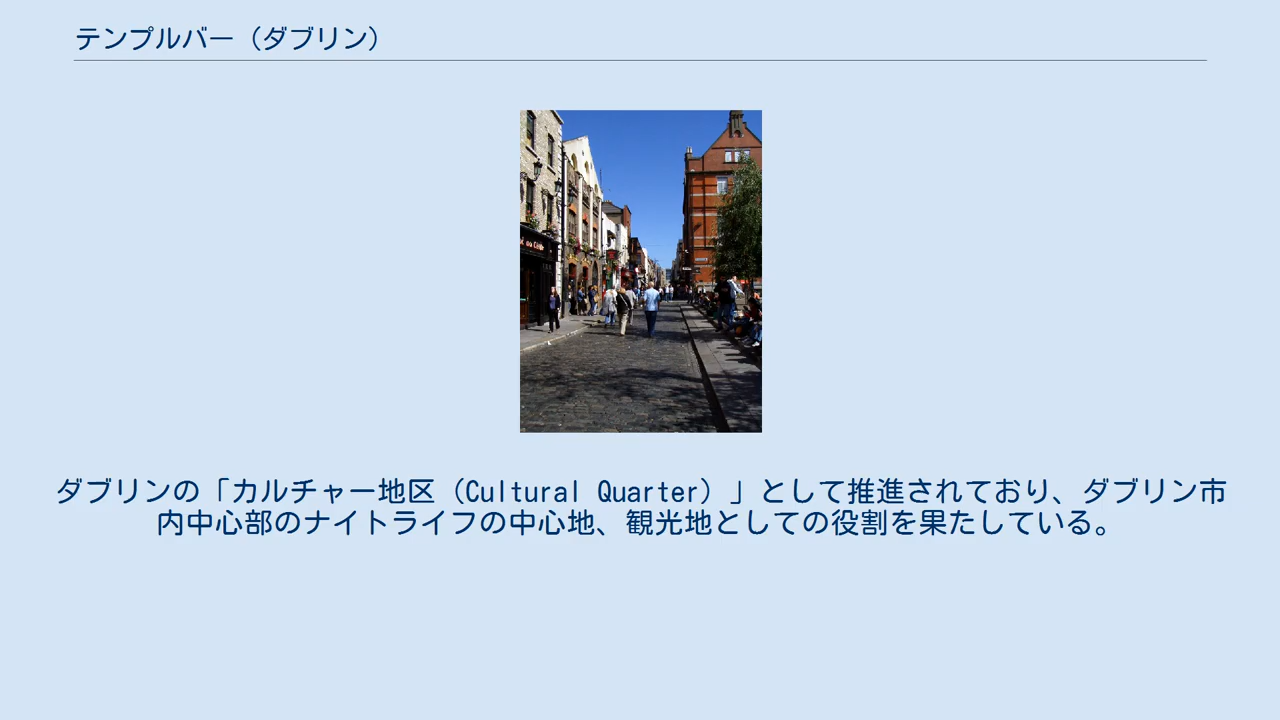 テンプルバー（ダブリン）
ダブリンの「カルチャー地区（Cultural Quarter）」として推進されており、ダブリン市
内中心部のナイトライフの中心地、観光地としての役割を果たしている。